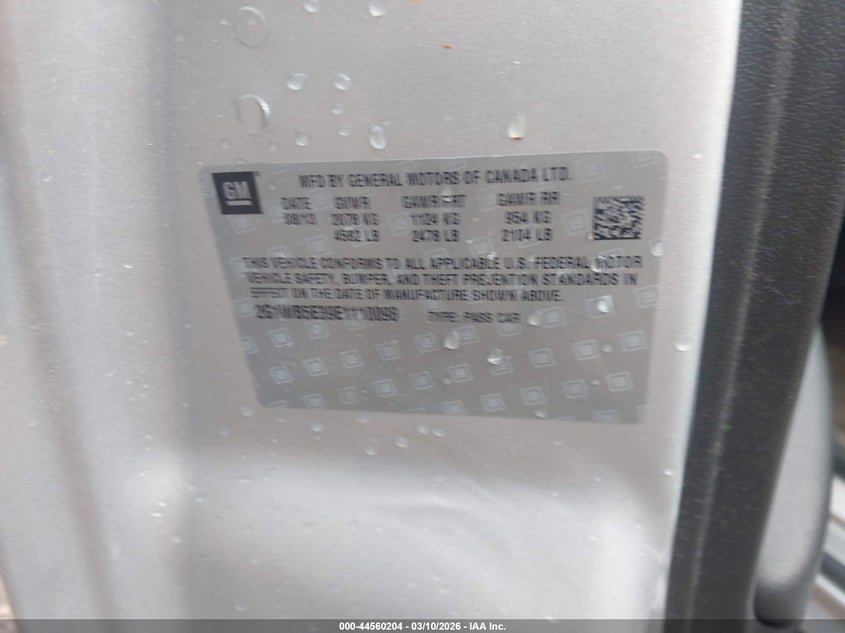 GM
MFD BY GENERAL MOTORS OF CANADA LTD.
DATE GVWR GAWR FRT GAWR RR
08/13 2078 KG 1124 KG 954 KG
4582 LB 2478 LB 2104 LB
THIS VEHICLE CONFORMS TO ALL APPLICABLE U.S. FEDERAL MOTOR
VEHICLE SAFETY, BUMPER, AND THEFT PREVENTION STANDARDS IN
EFFECT ON THE DATE OF MANUFACTURE SHOWN ABOVE.
2G1WB5E39E1110098 TYPE: PASS CAR
000-44560204 — 03/10/2026 — IAA Inc.